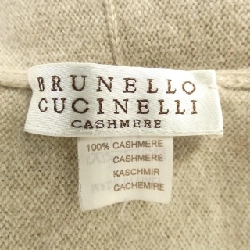 BRUNELLO
CUCINELLI
CASHMERE
100% CASHMERE
CASHMERE
KASCHMIR
CACHEMIRE